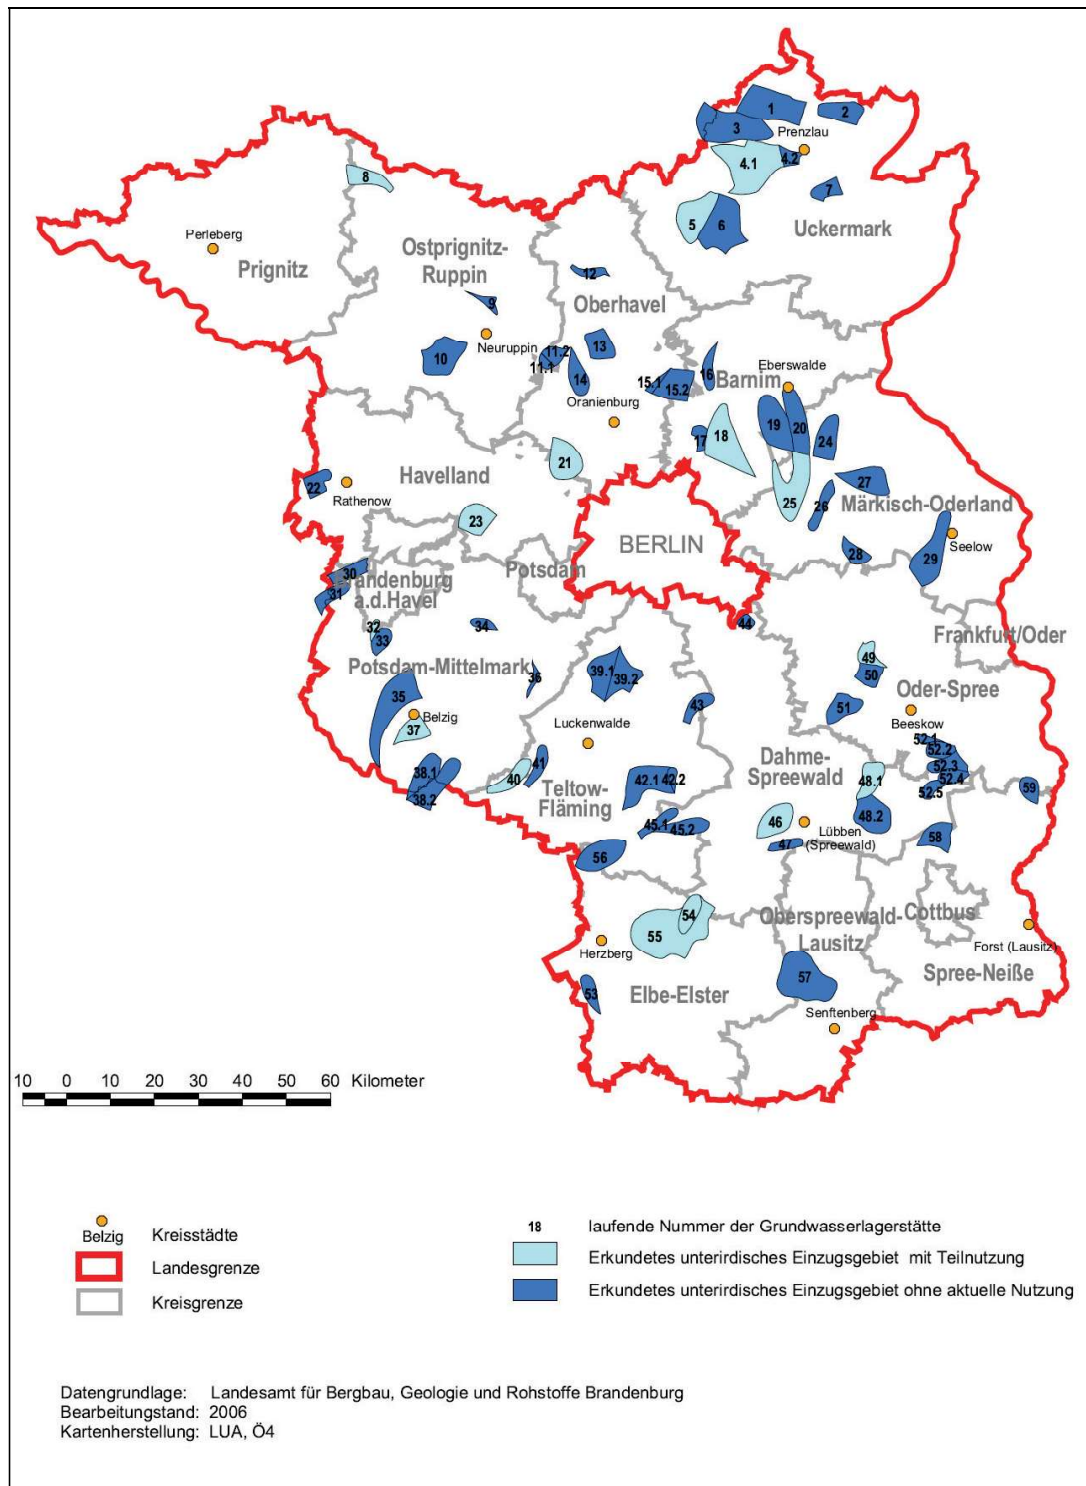 1
2
3
Prenzlau
4.1
4.2
8
7
5
6
Uckermark
Perleberg
Prignitz
Ostprignitz-
Ruppin
12
Oberhavel
9
Neuruppin
10
11.2
11.1
13
14
15.1
15.2
16
Barnim
Eberswalde
Oranienburg
17
18
19
20
24
21
Havelland
22
Rathenow
23
25
26
27
Märkisch-Oderland
28
29
Seelow
BERLIN
Potsdam
30
Brandenburg
a.d.Havel
31
32
33
34
44
Frankfurt/Oder
Potsdam-Mittelmark
35
36
39.1
39.2
49
50
Oder-Spree
51
Beeskow
43
Belzig
37
Luckenwalde
38.1
38.2
40
41
Teltow-
Fläming
42.1
42.2
Dahme-
Spreewald
48.1
48.2
52.1
52.2
52.3
52.4
52.5
59
45.1
45.2
46
47
Lübben
(Spreewald)
58
56
54
55
Herzberg
Oberspreewald-
Lausitz
Cottbus
Forst (Lausitz)
Spree-Neiße
53
Elbe-Elster
57
Senftenberg
10 0 10 20 30 40 50 60 Kilometer
Belzig
Kreisstädte
Landesgrenze
Kreisgrenze
18 laufende Nummer der Grundwasserlagerstätte
Erkundetes unterirdisches Einzugsgebiet mit Teilnutzung
Erkundetes unterirdisches Einzugsgebiet ohne aktuelle Nutzung
Datengrundlage: Landesamt für Bergbau, Geologie und Rohstoffe Brandenburg
Bearbeitungstand: 2006
Kartenherstellung: LUA, Ö4